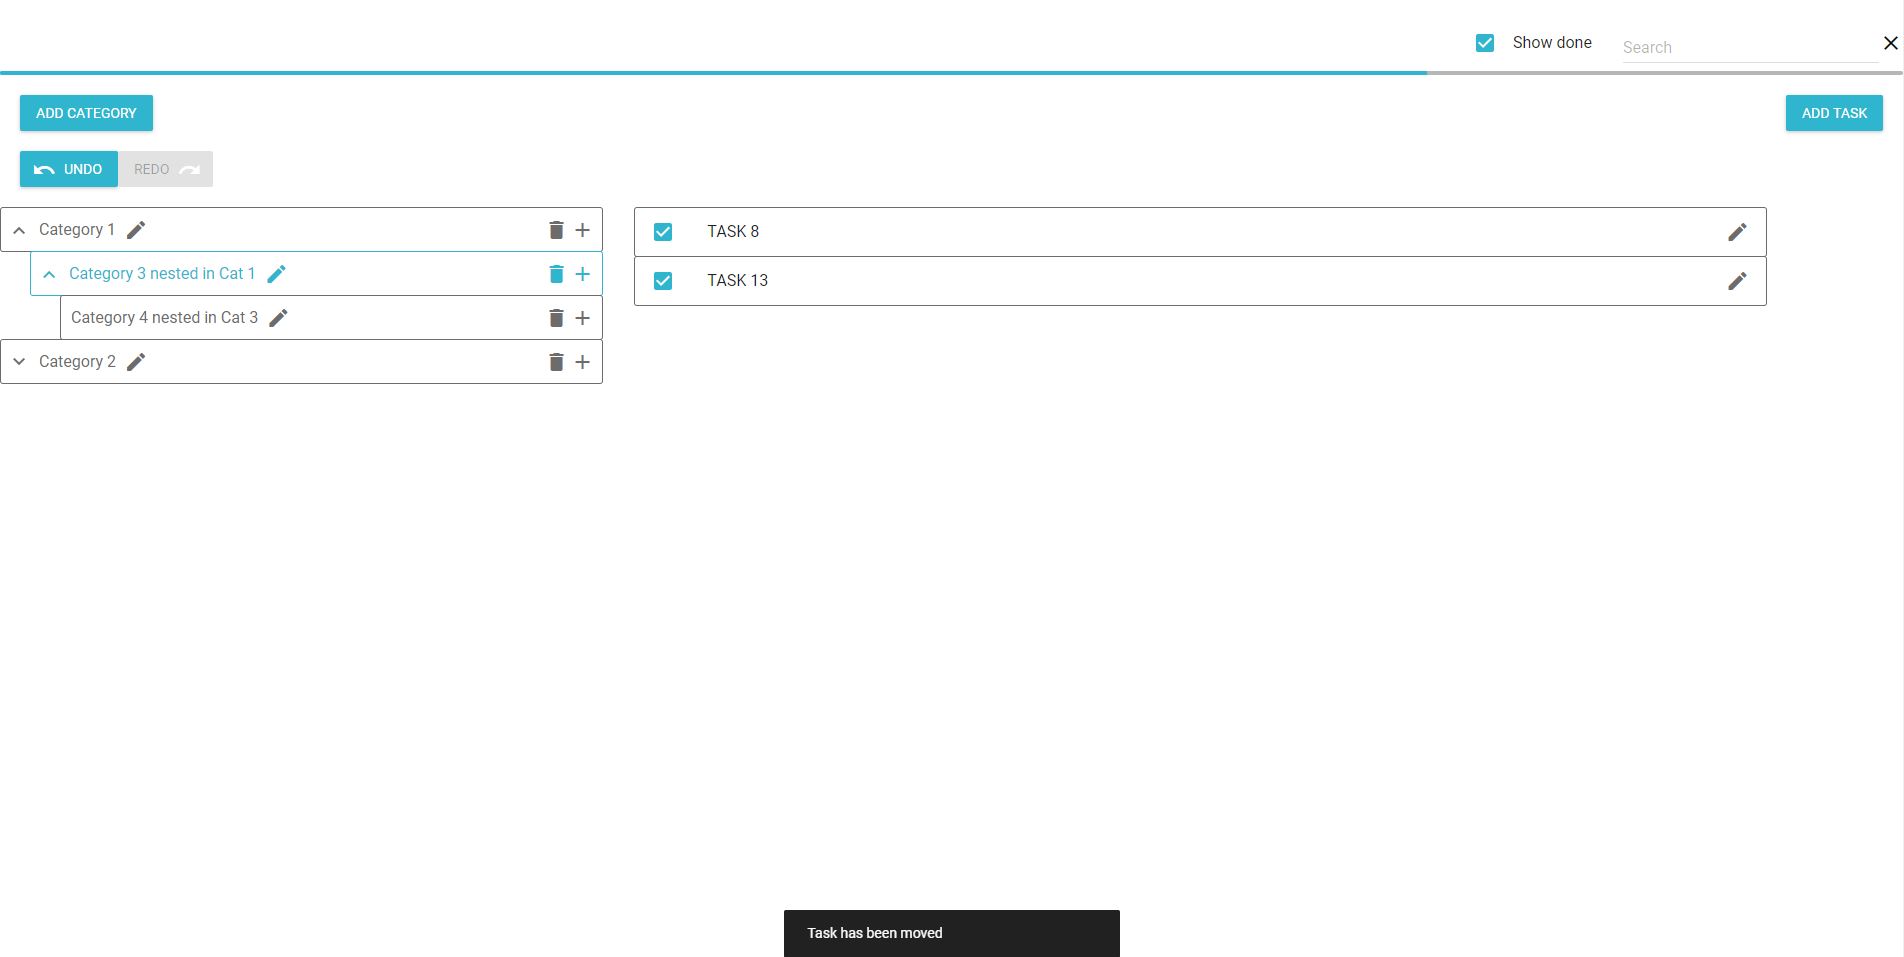 Show done
Search
ADD CATEGORY
ADD TASK
UNDO
REDO
Category 1
Category 3 nested in Cat 1
Category 4 nested in Cat 3
Category 2
TASK 8
TASK 13
Task has been moved